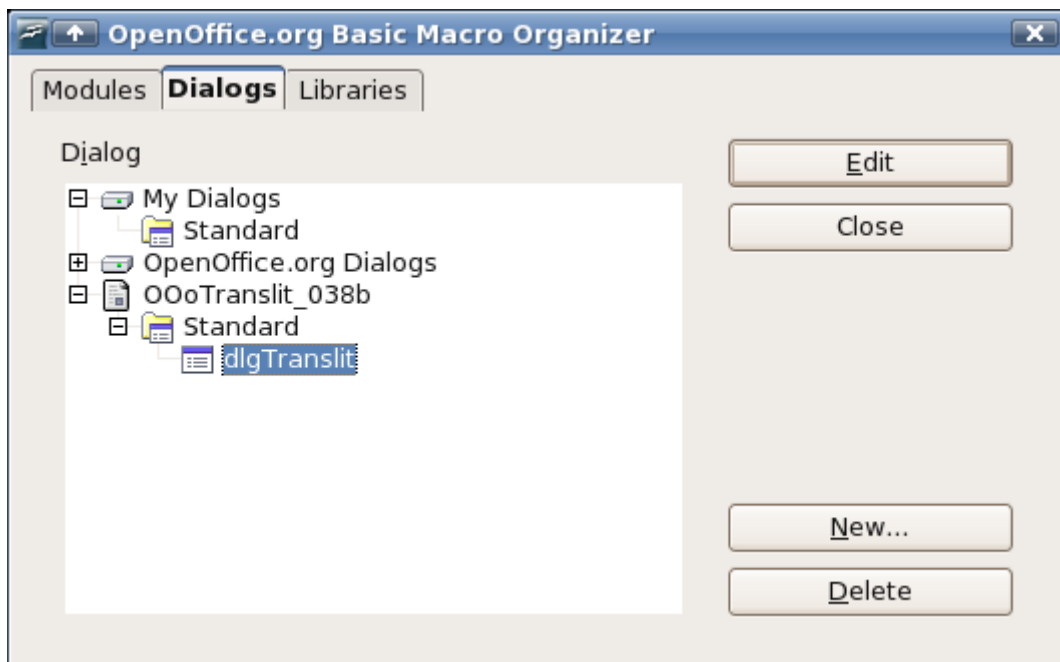 OpenOffice.org Basic Macro Organizer
Modules Dialogs Libraries
Dialog
Edit
My Dialogs
Standard
Close
OpenOffice.org Dialogs
OOoTranslit_038b
Standard
dlgTranslit
New...
Delete